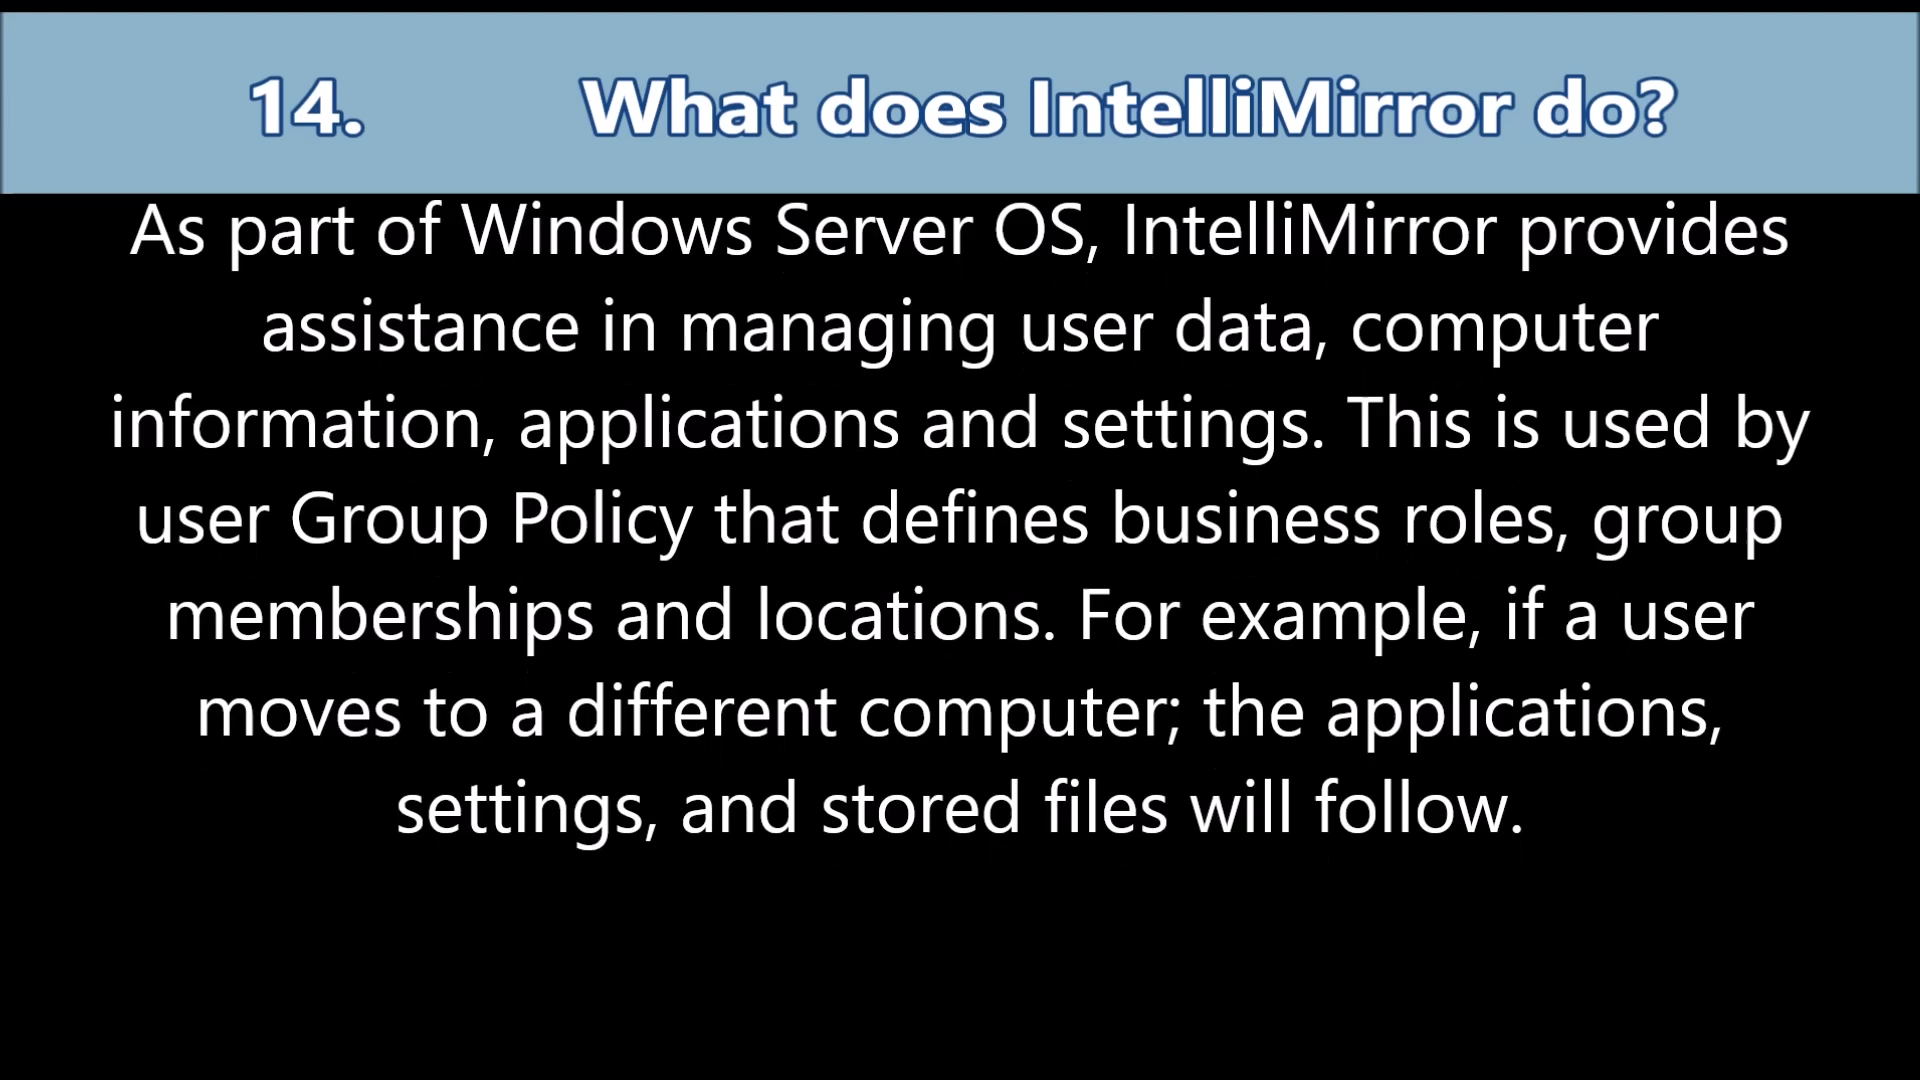 14. What does IntelliMirror do?
As part of Windows Server OS, IntelliMirror provides
assistance in managing user data, computer
information, applications and settings. This is used by
user Group Policy that defines business roles, group
memberships and locations. For example, if a user
moves to a different computer; the applications,
settings, and stored files will follow.